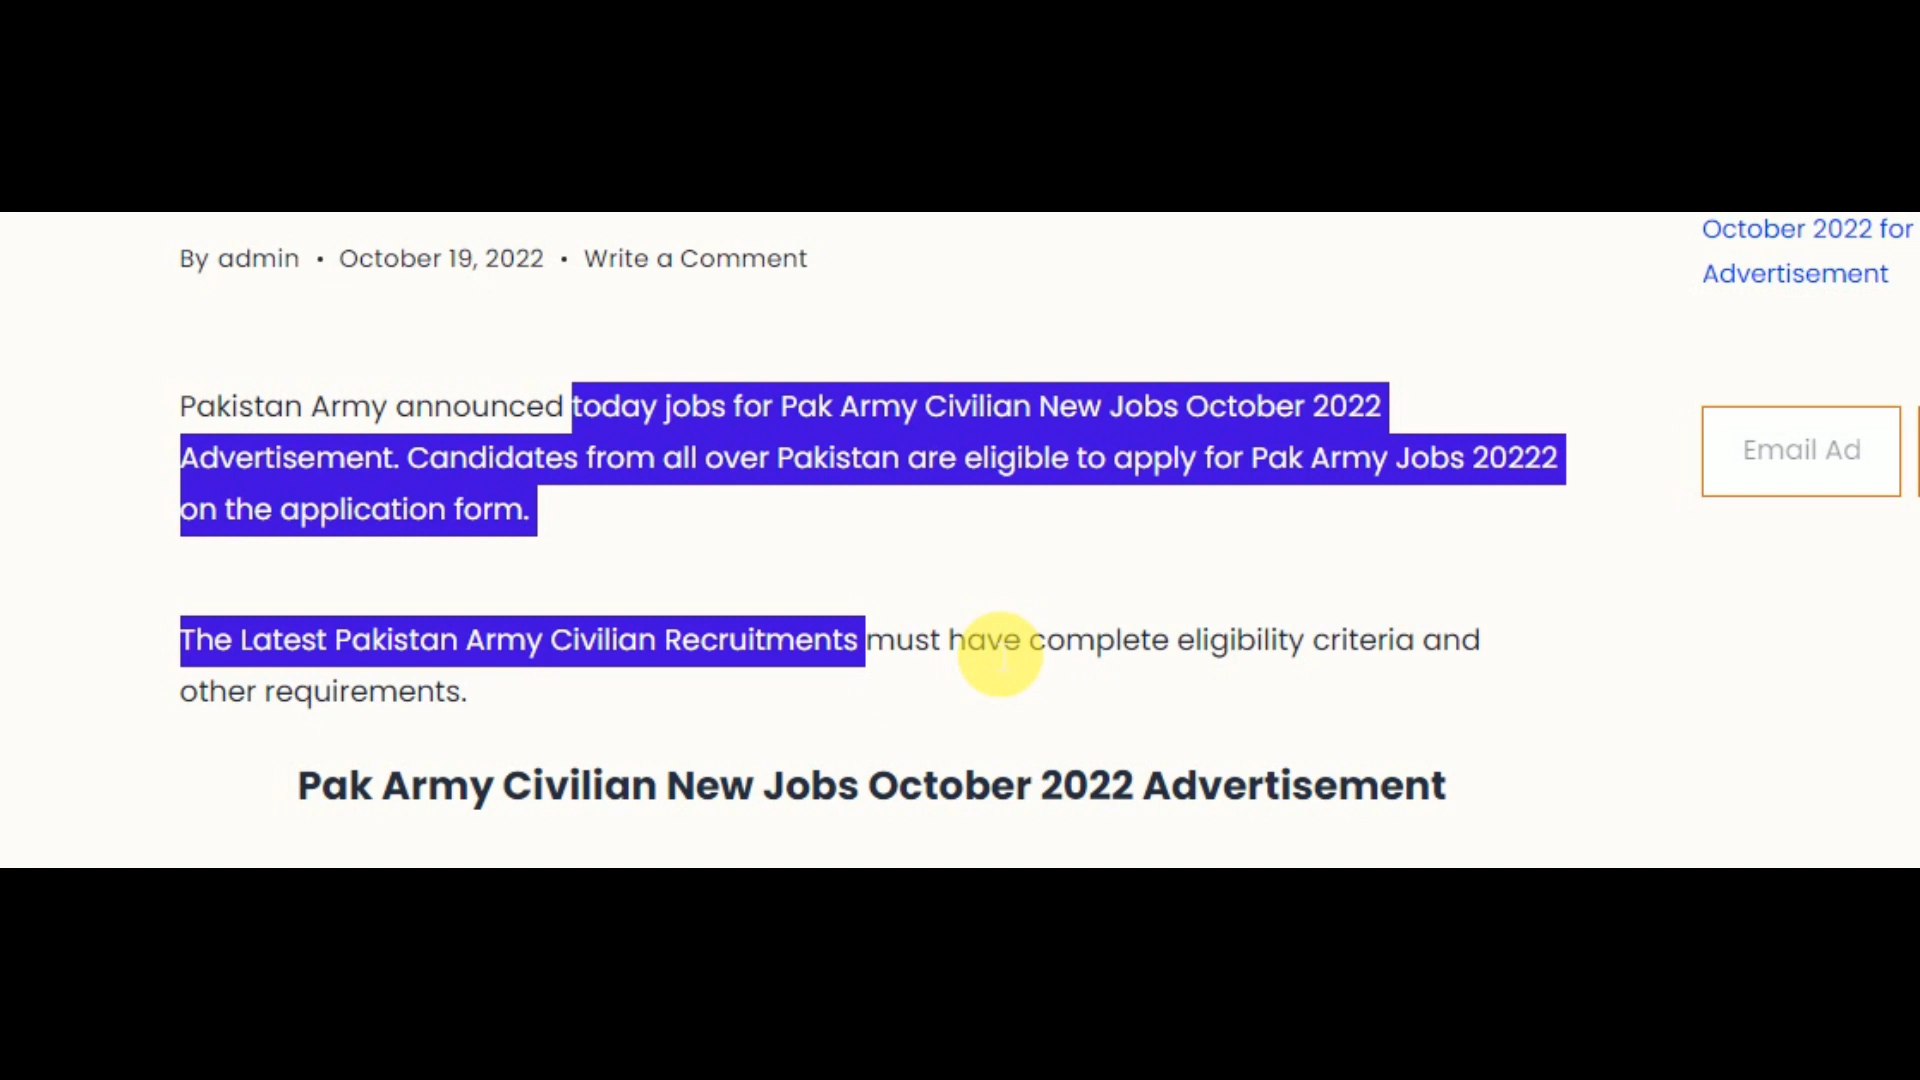 By admin • October 19, 2022 • Write a Comment
Pakistan Army announced today jobs for Pak Army Civilian New Jobs October 2022
Advertisement. Candidates from all over Pakistan are eligible to apply for Pak Army Jobs 20222
on the application form.
The Latest Pakistan Army Civilian Recruitments must have complete eligibility criteria and
other requirements.
Pak Army Civilian New Jobs October 2022 Advertisement
October 2022 for
Advertisement
Email Ad